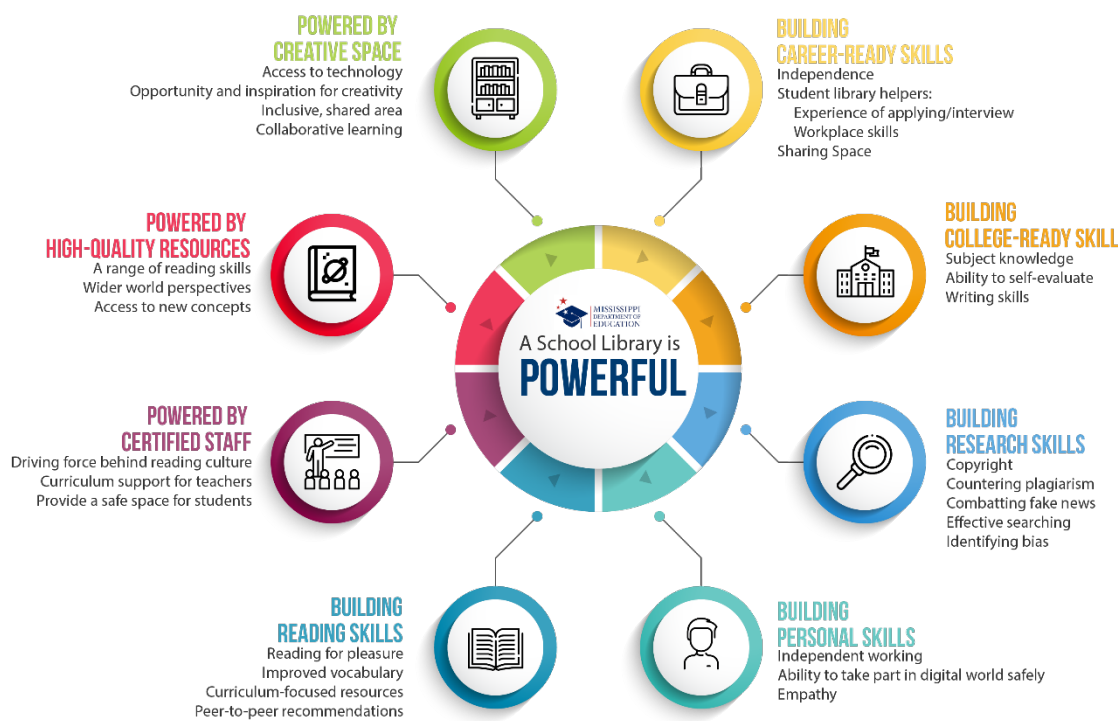 POWERED BY
CREATIVE SPACE
Access to technology
Opportunity and inspiration for creativity
Inclusive, shared area
Collaborative learning
BUILDING
CAREER-READY SKILLS
Independence
Student library helpers:
Experience of applying/interview
Workplace skills
Sharing Space
POWERED BY
HIGH-QUALITY RESOURCES
A range of reading skills
Wider world perspectives
Access to new concepts
BUILDING
COLLEGE-READY SKILL
Subject knowledge
Ability to self-evaluate
Writing skills
MISSISSIPPI
DEPARTMENT OF
EDUCATION
A School Library is
POWERFUL
POWERED BY
CERTIFIED STAFF
Driving force behind reading culture
Curriculum support for teachers
Provide a safe space for students
BUILDING
RESEARCH SKILLS
Copyright
Countering plagiarism
Combatting fake news
Effective searching
Identifying bias
BUILDING
READING SKILLS
Reading for pleasure
Improved vocabulary
Curriculum-focused resources
Peer-to-peer recommendations
BUILDING
PERSONAL SKILLS
Independent working
Ability to take part in digital world safely
Empathy